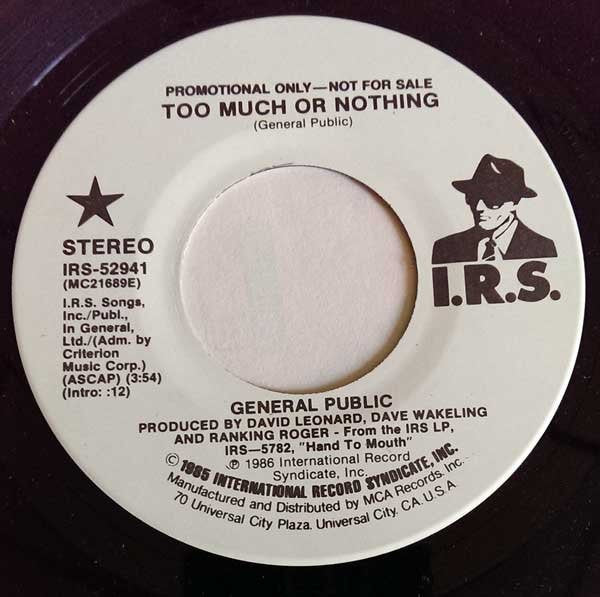 PROMOTIONAL ONLY—NOT FOR SALE
TOO MUCH OR NOTHING
(General Public)
STEREO
IRS-52941
(MC21689E)
I.R.S. Songs,
Inc./Publ.,
In General,
Ltd./(Adm. by
Criterion
Music Corp.)
(ASCAP) (3:54)
(Intro: :12)
I.R.S.
GENERAL PUBLIC
PRODUCED BY DAVID LEONARD, DAVE WAKELING
AND RANKING ROGER - From the IRS LP,
IRS—5782, "Hand To Mouth"
℗ 1986 International Record
Syndicate, Inc.
© 1985 INTERNATIONAL RECORD SYNDICATE, INC.
Manufactured and Distributed by MCA Records, Inc.
70 Universal City Plaza, Universal City, CA. U.S.A.